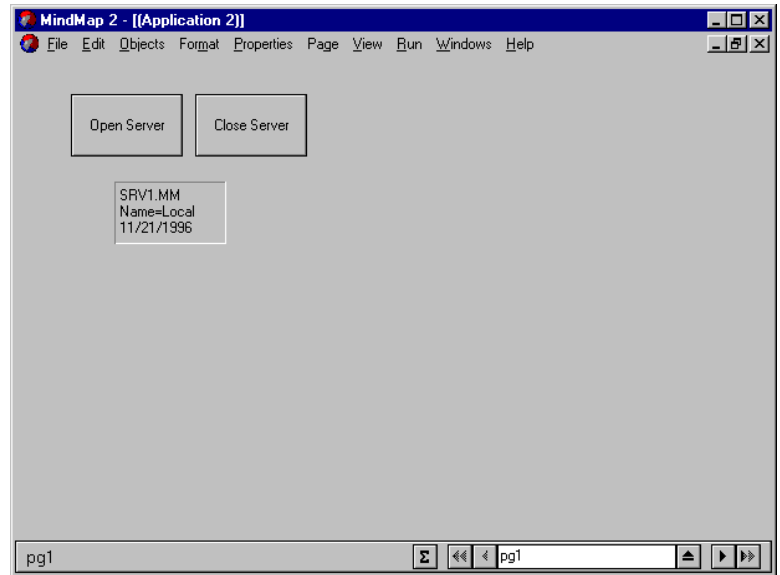 MindMap 2 - [(Application 2)]
File Edit Objects Format Properties Page View Run Windows Help
Open Server Close Server
SRV1.MM
Name=Local
11/21/1996
pg1 Σ pg1